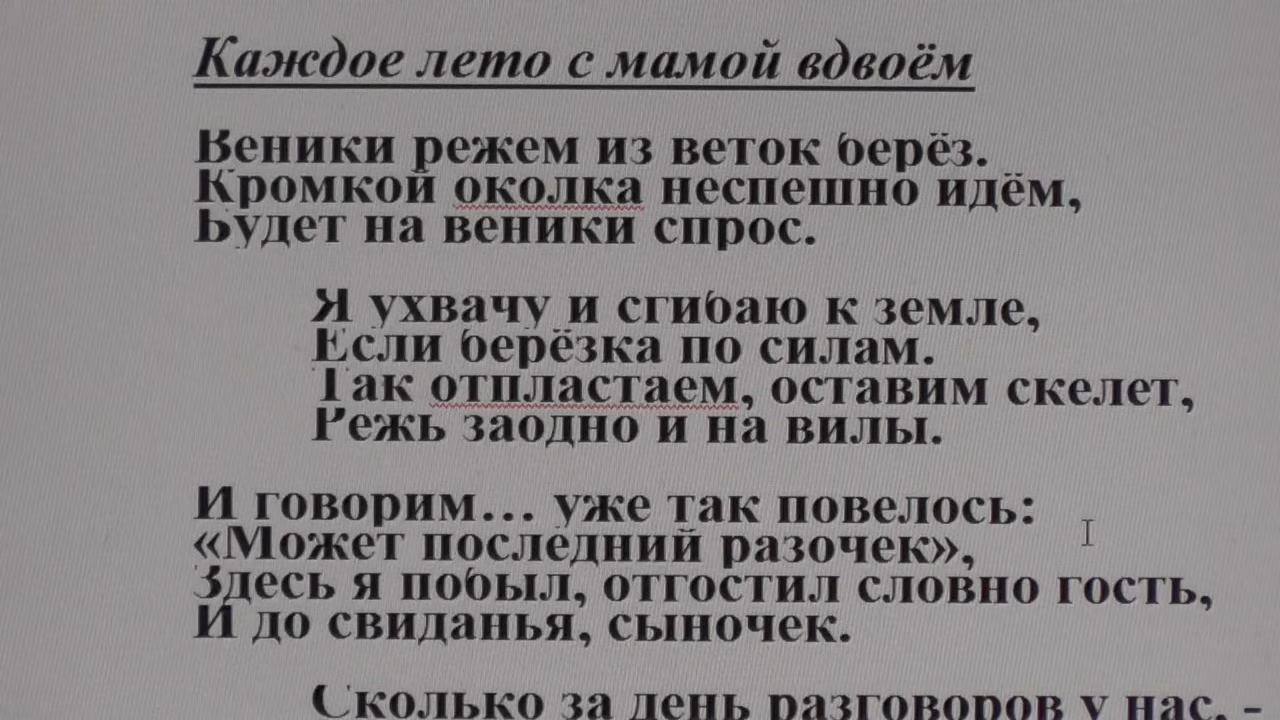 Каждое лето с мамой вдвоём
Веники режем из веток берёз.
Кромкой околка неспешно идём,
Будет на веники спрос.
Я ухвачу и сгибаю к земле,
Если берёзка по силам.
Так отпластаем, оставим скелет,
Режь заодно и на вилы.
И говорим... уже так повелось:
«Может последний разочек»,
Здесь я побыл, отгостил словно гость,
И до свиданья, сыночек.
Сколько за день разговоров у нас, -